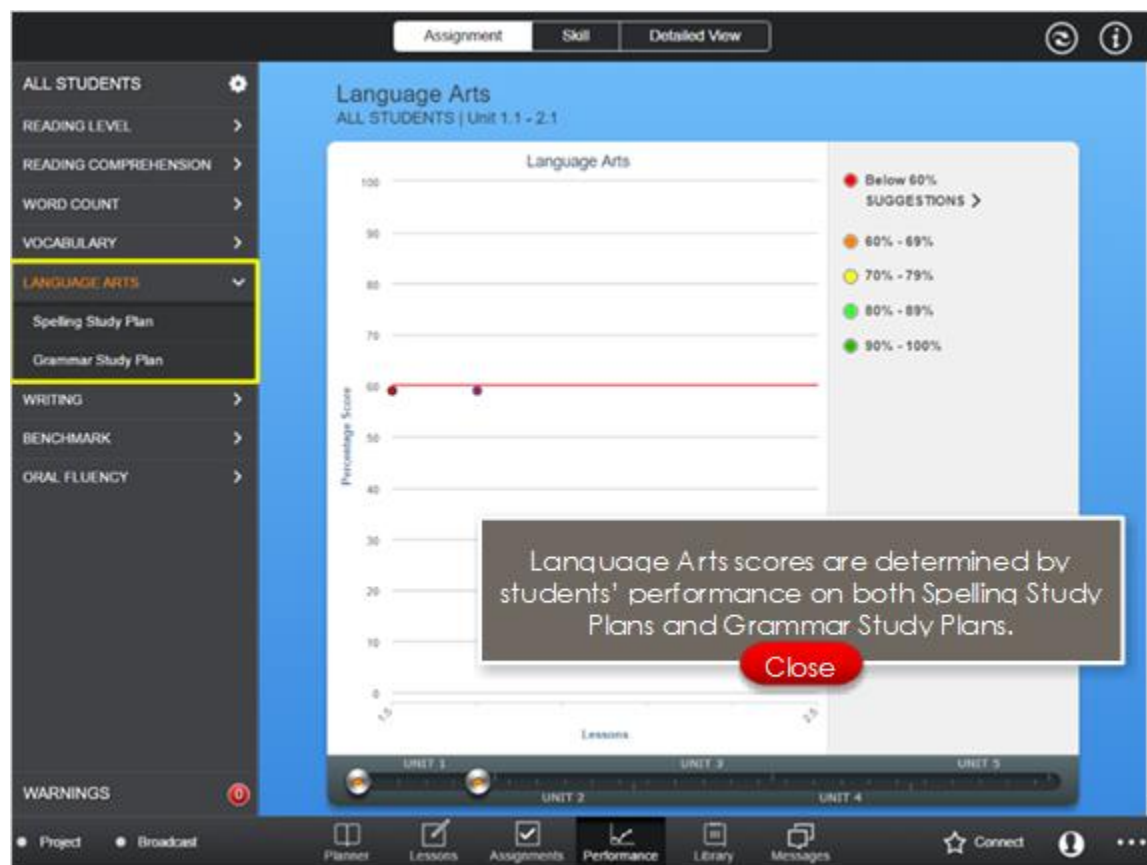 Assignment Skill Detailed View
ALL STUDENTS
READING LEVEL
READING COMPREHENSION
WORD COUNT
VOCABULARY
LANGUAGE ARTS
Spelling Study Plan
Grammar Study Plan
WRITING
BENCHMARK
ORAL FLUENCY
WARNINGS 0
Language Arts
ALL STUDENTS | Unit 1.1 - 2.1
Language Arts
100
90
80
70
60
50
40
30
20
10
0
Percentage Score
1.5 2.5
Lessons
Below 60%
SUGGESTIONS
60% - 69%
70% - 79%
80% - 89%
90% - 100%
Language Arts scores are determined by
students' performance on both Spelling Study
Plans and Grammar Study Plans.
Close
UNIT 1 UNIT 3 UNIT 5
UNIT 2 UNIT 4
Project Broadcast
Planner Lessons Assignments Performance Library Messages
Connect